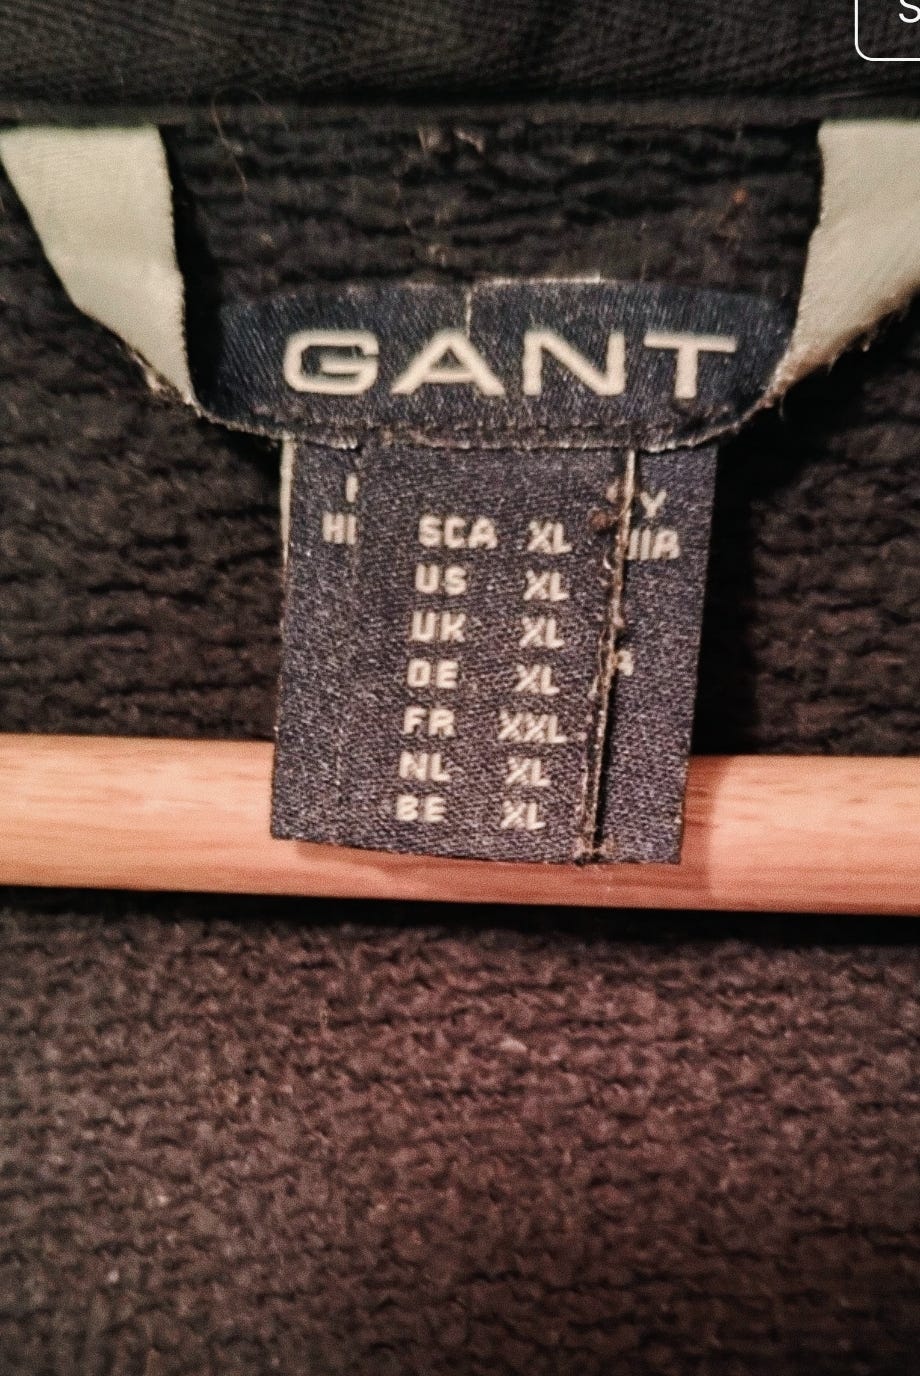 GANT
SCA XL
US XL
UK XL
DE XL
FR XXL
NL XL
BE XL